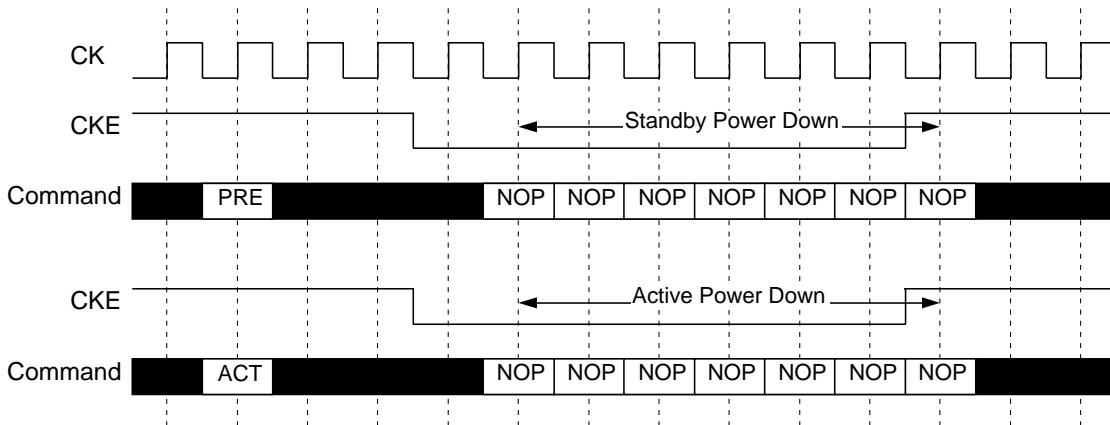 CK
CKE Standby Power Down
Command PRE NOP NOP NOP NOP NOP NOP NOP
CKE Active Power Down
Command ACT NOP NOP NOP NOP NOP NOP NOP